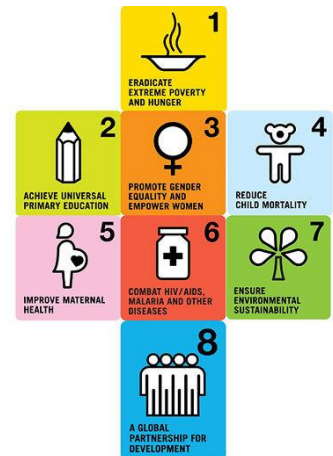 1
ERADICATE
EXTREME POVERTY
AND HUNGER
2
ACHIEVE UNIVERSAL
PRIMARY EDUCATION
3
PROMOTE GENDER
EQUALITY AND
EMPOWER WOMEN
4
REDUCE
CHILD MORTALITY
5
IMPROVE MATERNAL
HEALTH
6
COMBAT HIV/AIDS,
MALARIA AND OTHER
DISEASES
7
ENSURE
ENVIRONMENTAL
SUSTAINABILITY
8
A GLOBAL
PARTNERSHIP FOR
DEVELOPMENT